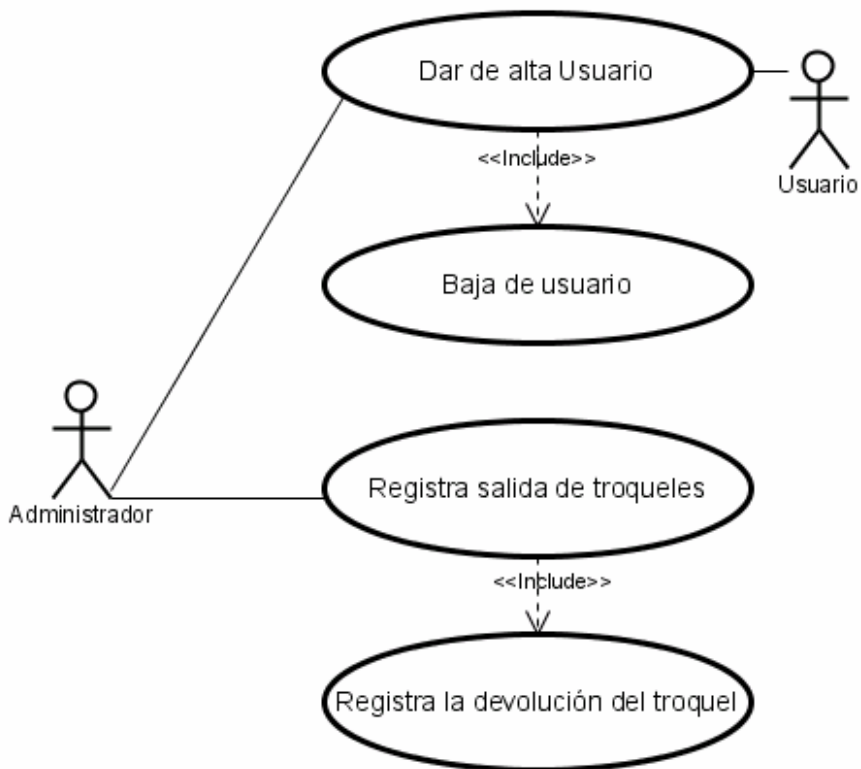 Dar de alta Usuario
<<Include>>
Usuario
Baja de usuario
Administrador
Registra salida de troqueles
<<Include>>
Registra la devolución del troquel